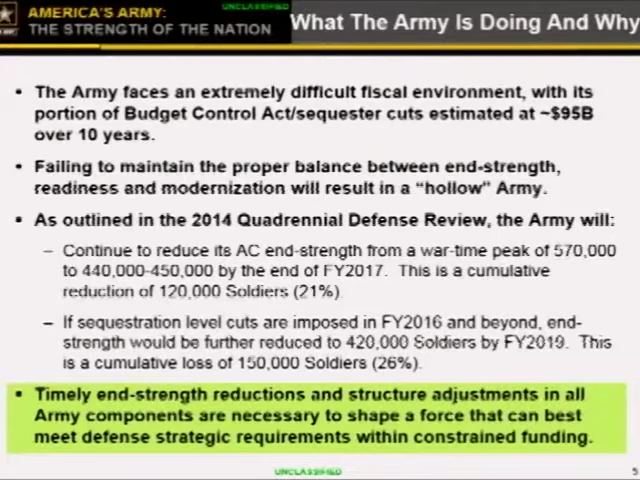 UNCLASSIFIED
AMERICA'S ARMY:
THE STRENGTH OF THE NATION
What The Army Is Doing And Why
• The Army faces an extremely difficult fiscal environment, with its
portion of Budget Control Act/sequester cuts estimated at ~$95B
over 10 years.
• Failing to maintain the proper balance between end-strength,
readiness and modernization will result in a “hollow” Army.
• As outlined in the 2014 Quadrennial Defense Review, the Army will:
– Continue to reduce its AC end-strength from a war-time peak of 570,000
to 440,000-450,000 by the end of FY2017. This is a cumulative
reduction of 120,000 Soldiers (21%).
– If sequestration level cuts are imposed in FY2016 and beyond, end-
strength would be further reduced to 420,000 Soldiers by FY2019. This
is a cumulative loss of 150,000 Soldiers (26%).
▪ Timely end-strength reductions and structure adjustments in all
Army components are necessary to shape a force that can best
meet defense strategic requirements within constrained funding.
UNCLASSIFIED
5